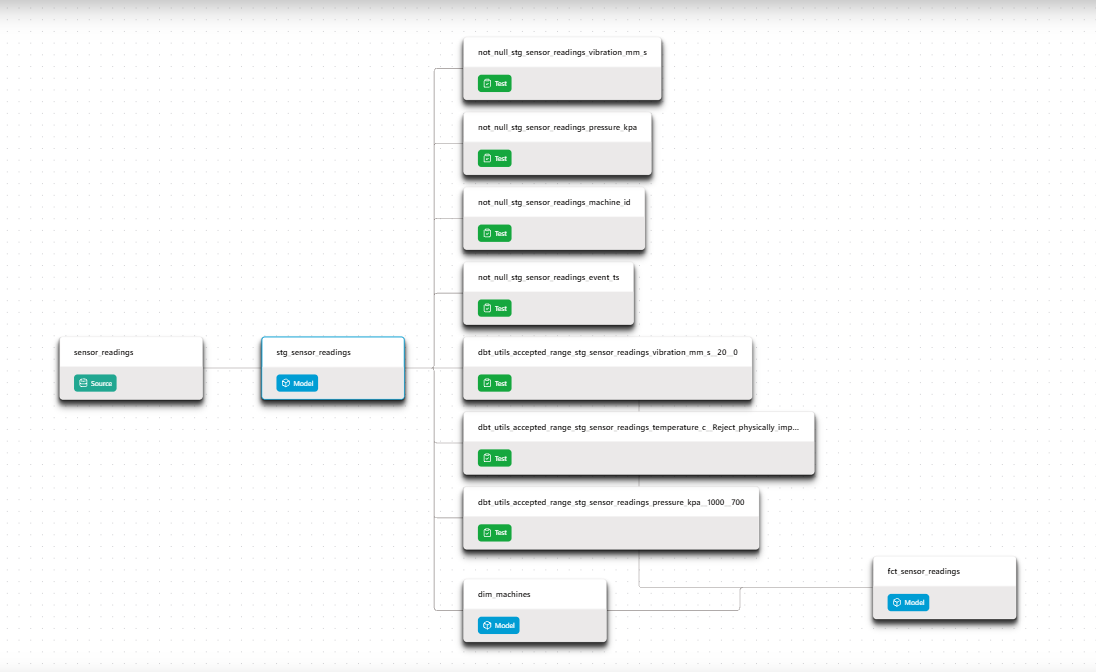 not_null_stg_sensor_readings_vibration_mm_s
Test
not_null_stg_sensor_readings_pressure_kpa
Test
not_null_stg_sensor_readings_machine_id
Test
not_null_stg_sensor_readings_event_ts
Test
sensor_readings
Source
stg_sensor_readings
Model
dbt_utils_accepted_range_stg_sensor_readings_vibration_mm_s__20__0
Test
dbt_utils_accepted_range_stg_sensor_readings_temperature_c__Reject_physically_imp...
Test
dbt_utils_accepted_range_stg_sensor_readings_pressure_kpa__1000__700
Test
dim_machines
Model
fct_sensor_readings
Model